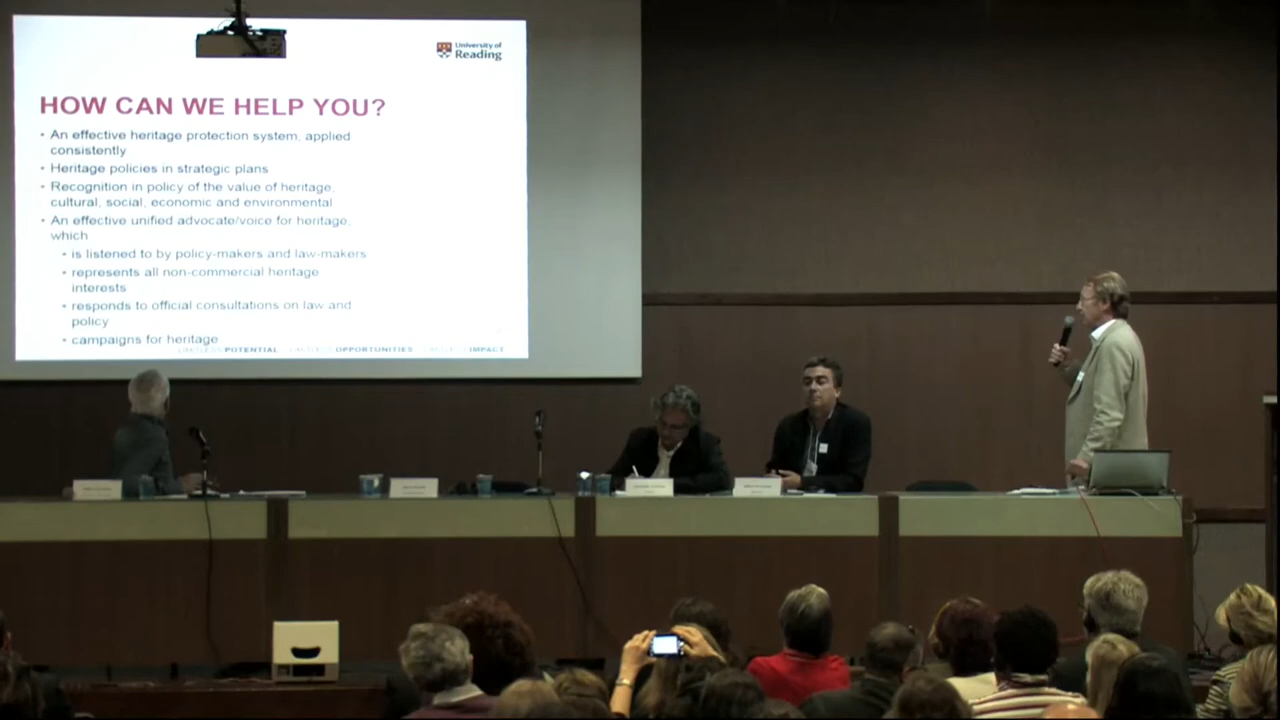 University of
Reading
HOW CAN WE HELP YOU?
• An effective heritage protection system, applied
consistently
• Heritage policies in strategic plans
• Recognition in policy of the value of heritage,
cultural, social, economic and environmental
• An effective unified advocate/voice for heritage,
which
• is listened to by policy-makers and law-makers
• represents all non-commercial heritage
interests
• responds to official consultations on law and
policy
• campaigns for heritage
LIMITLESS POTENTIAL LIMITLESS OPPORTUNITIES LIMITLESS IMPACT